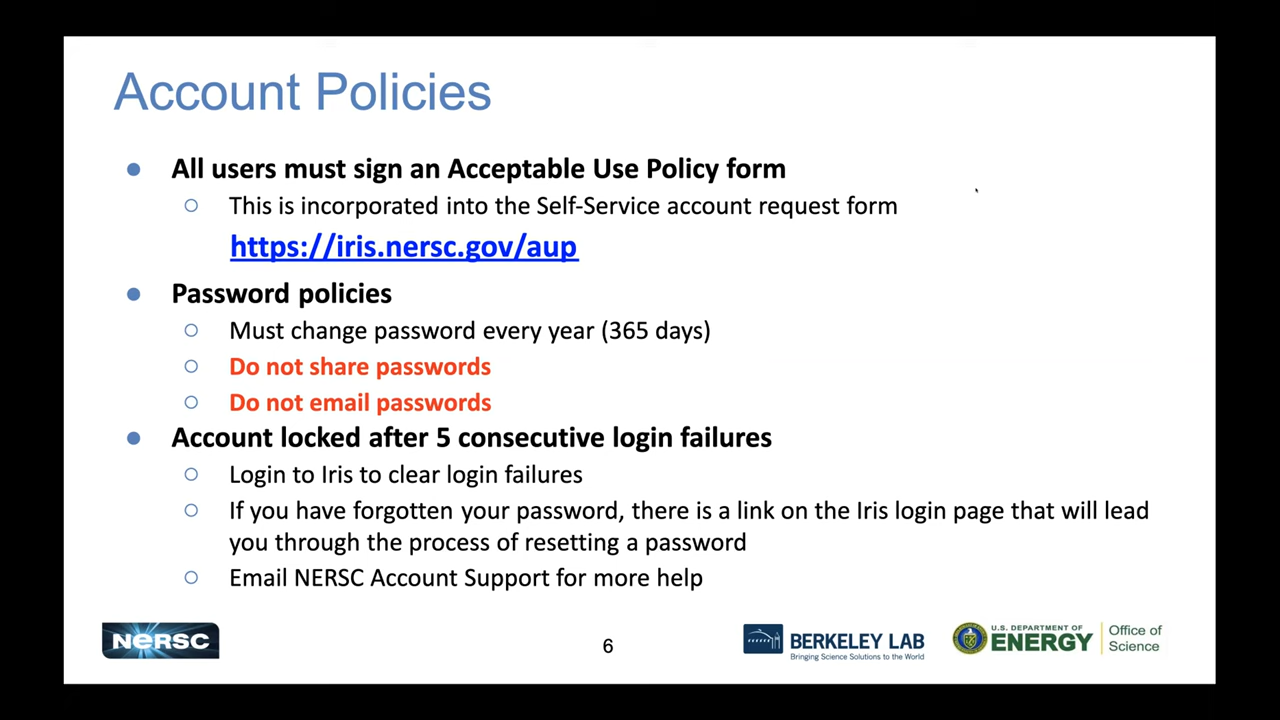 Account Policies
● All users must sign an Acceptable Use Policy form
○ This is incorporated into the Self-Service account request form
https://iris.nersc.gov/aup
● Password policies
○ Must change password every year (365 days)
○ Do not share passwords
○ Do not email passwords
● Account locked after 5 consecutive login failures
○ Login to Iris to clear login failures
○ If you have forgotten your password, there is a link on the Iris login page that will lead
you through the process of resetting a password
○ Email NERSC Account Support for more help
NERSC
6
BERKELEY LAB
Bringing Science Solutions to the World
U.S. DEPARTMENT OF
ENERGY
Office of
Science